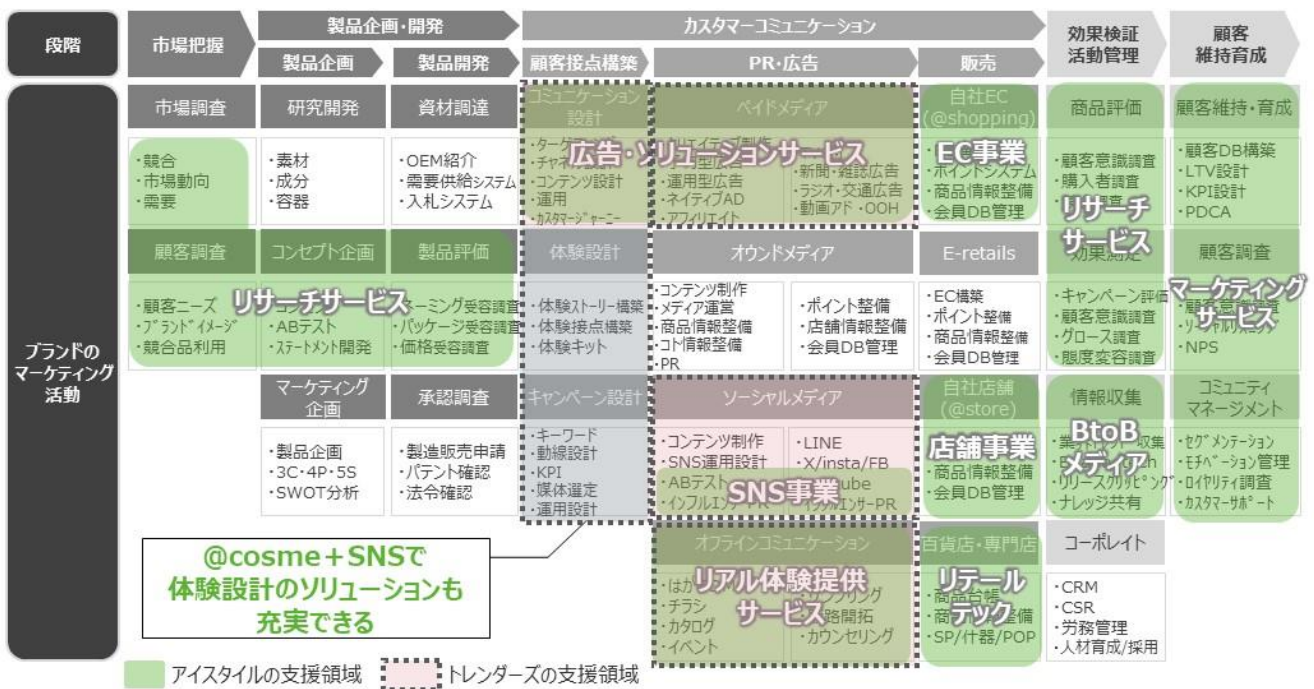 段階
市場把握
製品企画・開発
製品企画
製品開発
カスタマーコミュニケーション
顧客接点構築
PR・広告
販売
効果検証
活動管理
顧客
維持育成
ブランドの
マーケティング
活動
市場調査
・競合
・市場動向
・需要
研究開発
・素材
・成分
・容器
資材調達
・OEM紹介
・需要供給システム
・入札システム
コミュニケーション
設計
・コンテンツ設計
・運用
・カスタマージャーニー
ペイドメディア
・運用型広告
・ネイティブAD
・アフィリエイト
・新聞・雑誌広告
・ラジオ・交通広告
・動画アド・OOH
広告・ソリューションサービス
自社EC
(@shopping)
EC事業
・ポイントシステム
・商品情報整備
・会員DB管理
商品評価
・顧客意識調査
・購入者調査
リサーチ
サービス
顧客維持・育成
・顧客DB構築
・LTV設計
・KPI設計
・PDCA
顧客調査
・顧客ニーズ
・ブランドイメージ
・競合品利用
コンセプト企画
・ABテスト
・ステートメント開発
製品評価
・ネーミング受容調査
・パッケージ受容調査
・価格受容調査
リサーチサービス
体験設計
・体験ストーリー構築
・体験接点構築
・体験キット
オウンドメディア
・コンテンツ制作
・メディア運営
・商品情報整備
・コト情報整備
・PR
・ポイント整備
・店舗情報整備
・会員DB管理
E-retails
・EC構築
・ポイント整備
・商品情報整備
・会員DB管理
効果測定
・キャンペーン評価
・顧客意識調査
・グロース調査
・態度変容調査
顧客調査
マーケティング
サービス
・NPS
マーケティング
企画
・製品企画
・3C・4P・5S
・SWOT分析
承認調査
・製造販売申請
・パテント確認
・法令確認
キャンペーン設計
・キーワード
・動線設計
・KPI
・媒体選定
・運用設計
ソーシャルメディア
・コンテンツ制作
・SNS運用設計
・ABテスト
・LINE
・X/insta/FB
SNS事業
自社店舗
(@store)
店舗事業
・商品情報整備
・会員DB管理
情報収集
BtoB
メディア
・リリースクリッピング
・ナレッジ共有
コミュニティ
マネージメント
・セグメンテーション
・モチベーション管理
・ロイヤリティ調査
・カスタマーサポート
@cosme+SNSで
体験設計のソリューションも
充実できる
オフラインコミュニケーション
・チラシ
・カタログ
・イベント
・カウンセリング
リアル体験提供
サービス
百貨店・専門店
リテール
テック
・SP/什器/POP
コーポレイト
・CRM
・CSR
・労務管理
・人材育成/採用
アイスタイルの支援領域
トレンダーズの支援領域